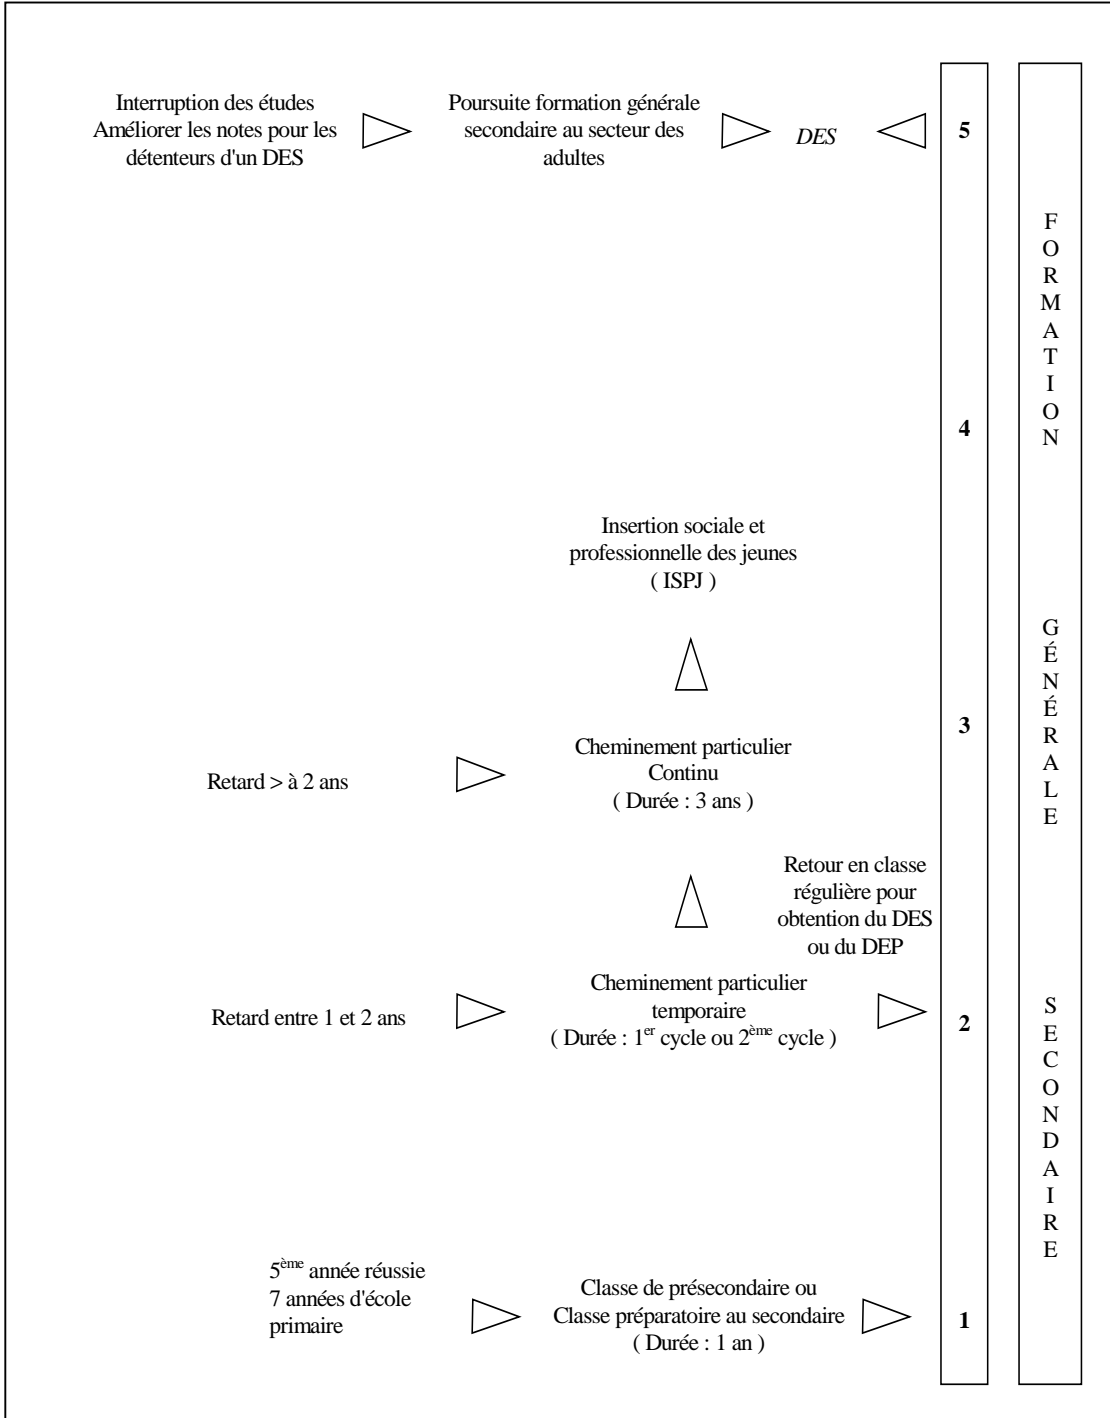 Interruption des études
Améliorer les notes pour les
détenteurs d'un DES
Poursuite formation générale
secondaire au secteur des
adultes
DES
5
4
Insertion sociale et
professionnelle des jeunes
( ISPJ )
3
Retard > à 2 ans
Cheminement particulier
Continu
( Durée : 3 ans )
Retour en classe
régulière pour
obtention du DES
ou du DEP
Retard entre 1 et 2 ans
Cheminement particulier
temporaire
( Durée : 1er cycle ou 2ème cycle )
2
5ème année réussie
7 années d'école
primaire
Classe de présecondaire ou
Classe préparatoire au secondaire
( Durée : 1 an )
1
FORMATION
GÉNÉRALE
SECONDAIRE